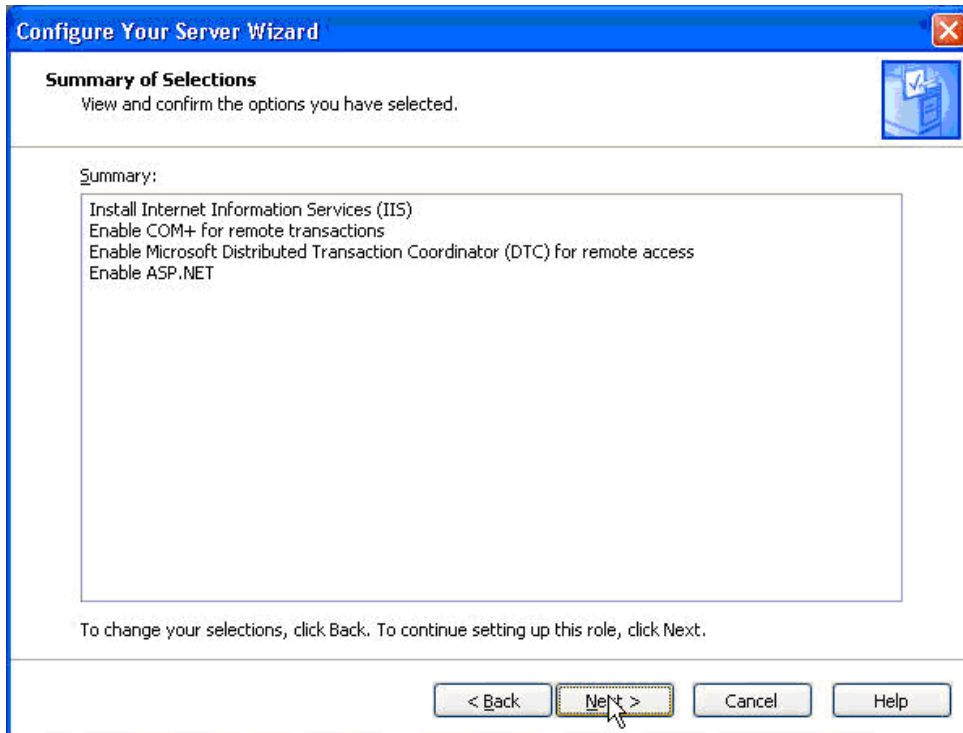 Configure Your Server Wizard
Summary of Selections
View and confirm the options you have selected.
Summary:
Install Internet Information Services (IIS)
Enable COM+ for remote transactions
Enable Microsoft Distributed Transaction Coordinator (DTC) for remote access
Enable ASP.NET
To change your selections, click Back. To continue setting up this role, click Next.
< Back
Next >
Cancel
Help